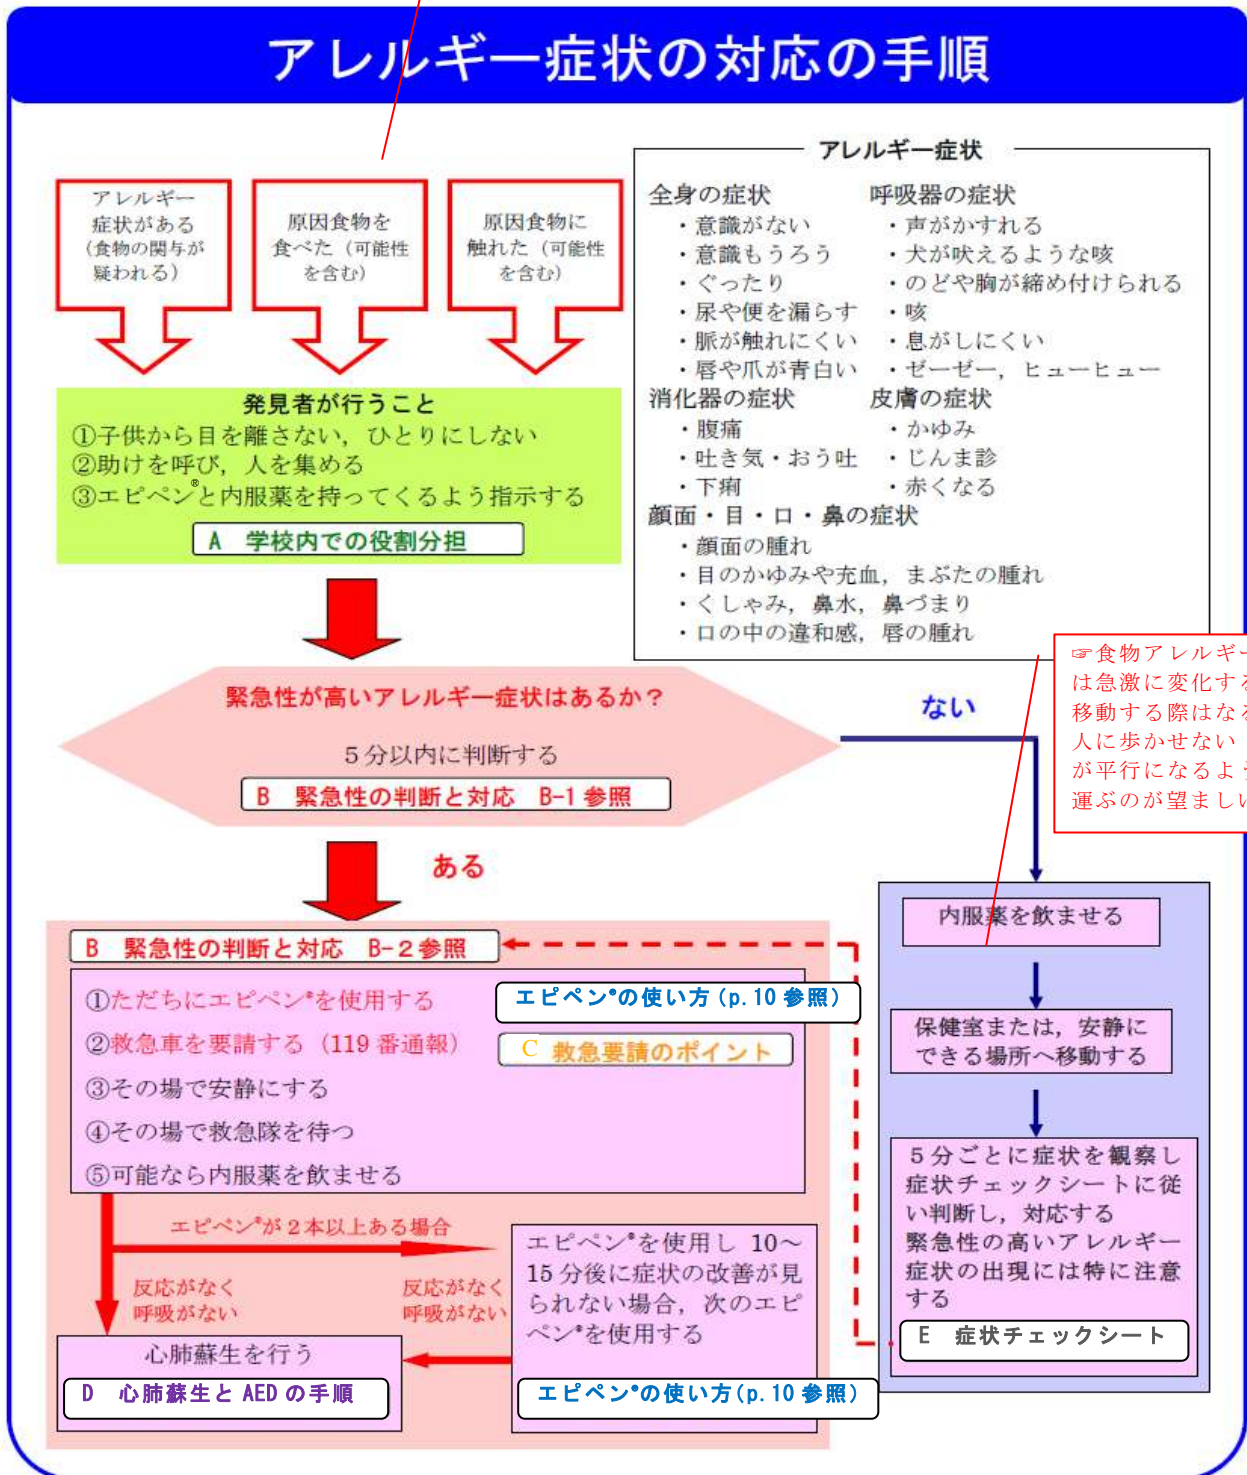 アレルギー症状の対応の手順
アレルギー
症状がある
(食物の関与が
疑われる)
原因食物を
食べた（可能性
を含む）
原因食物に
触れた（可能性
を含む）
発見者が行うこと
①子供から目を離さない，ひとりにしない
②助けを呼び，人を集める
③エピペン®と内服薬を持ってくるよう指示する
A　学校内での役割分担
アレルギー症状
全身の症状
・意識がない
・意識もうろう
・ぐったり
・尿や便を漏らす
・脈が触れにくい
・唇や爪が青白い
呼吸器の症状
・声がかすれる
・犬が吠えるような咳
・のどや胸が締め付けられる
・咳
・息がしにくい
・ゼーゼー，ヒューヒュー
消化器の症状
・腹痛
・吐き気・おう吐
・下痢
皮膚の症状
・かゆみ
・じんま診
・赤くなる
顔面・目・口・鼻の症状
・顔面の腫れ
・目のかゆみや充血，まぶたの腫れ
・くしゃみ，鼻水，鼻づまり
・口の中の違和感，唇の腫れ
☞食物アレルギー
は急激に変化する
移動する際はなる
人に歩かせない
が平行になるよう
運ぶのが望ましい
緊急性が高いアレルギー症状はあるか？
５分以内に判断する
B　緊急性の判断と対応　B-1 参照
ない
ある
B　緊急性の判断と対応　B-２参照
①ただちにエピペン®を使用する
エピペン®の使い方(p.10 参照)
②救急車を要請する（119 番通報）
C 救急要請のポイント
③その場で安静にする
④その場で救急隊を待つ
⑤可能なら内服薬を飲ませる
エピペン®が２本以上ある場合
反応がなく
呼吸がない
反応がなく
呼吸がない
エピペン®を使用し 10～
15 分後に症状の改善が見
られない場合，次のエピ
ペン®を使用する
エピペン®の使い方(p.10 参照)
心肺蘇生を行う
D　心肺蘇生と AED の手順
内服薬を飲ませる
保健室または，安静に
できる場所へ移動する
５分ごとに症状を観察し
症状チェックシートに従
い判断し，対応する
緊急性の高いアレルギー
症状の出現には特に注意
する
E　症状チェックシート